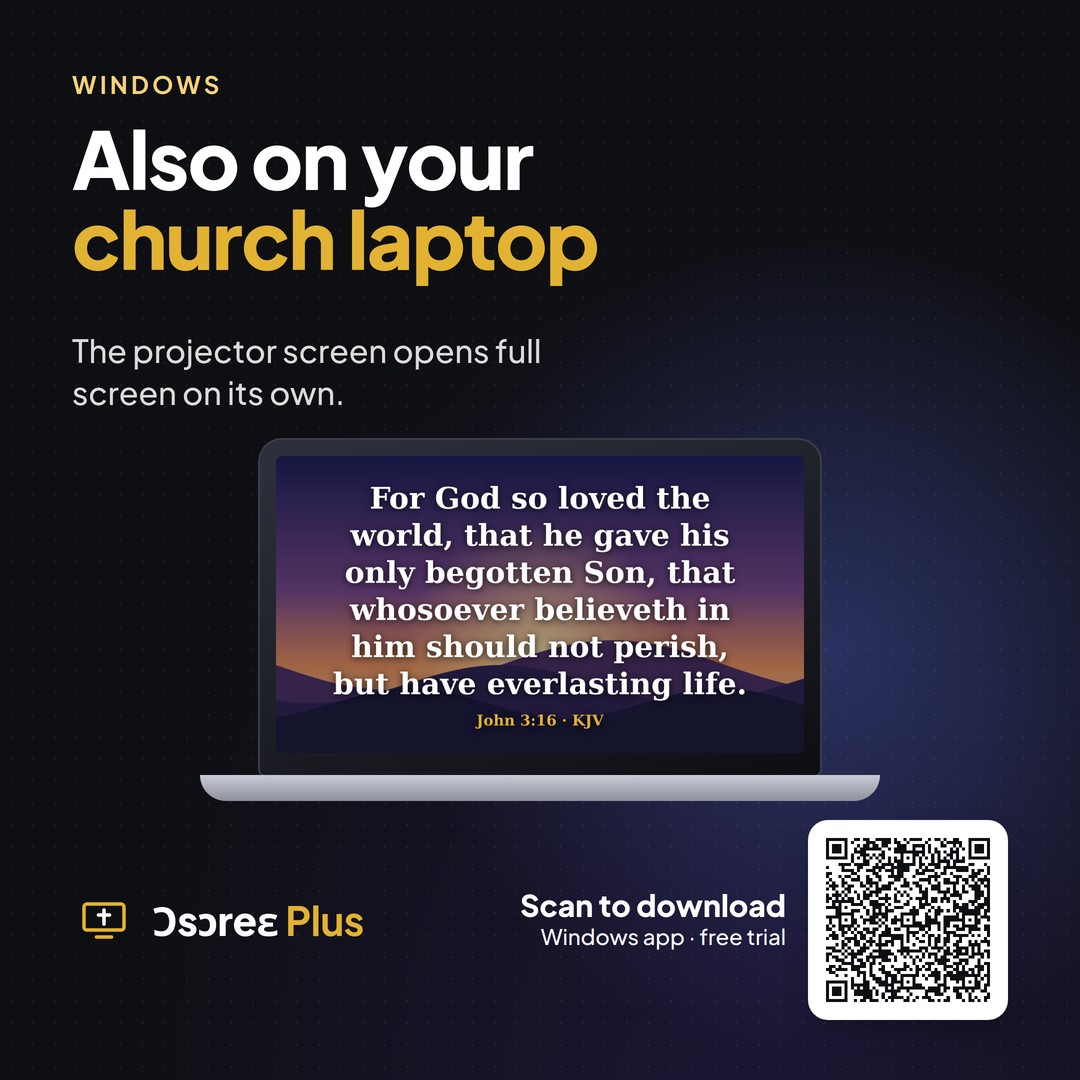 WINDOWS
Also on your
church laptop
The projector screen opens full
screen on its own.
For God so loved the
world, that he gave his
only begotten Son, that
whosoever believeth in
him should not perish,
but have everlasting life.
John 3:16 · KJV
Ɔsɔreɛ Plus
Scan to download
Windows app · free trial